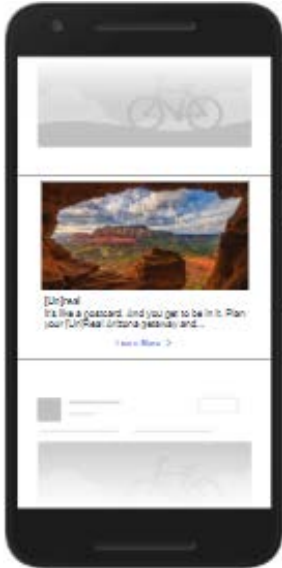 [Un]real
It's like a postcard. And you get to be in it. Plan
your [Un]Real Arizona getaway and...
Learn More >